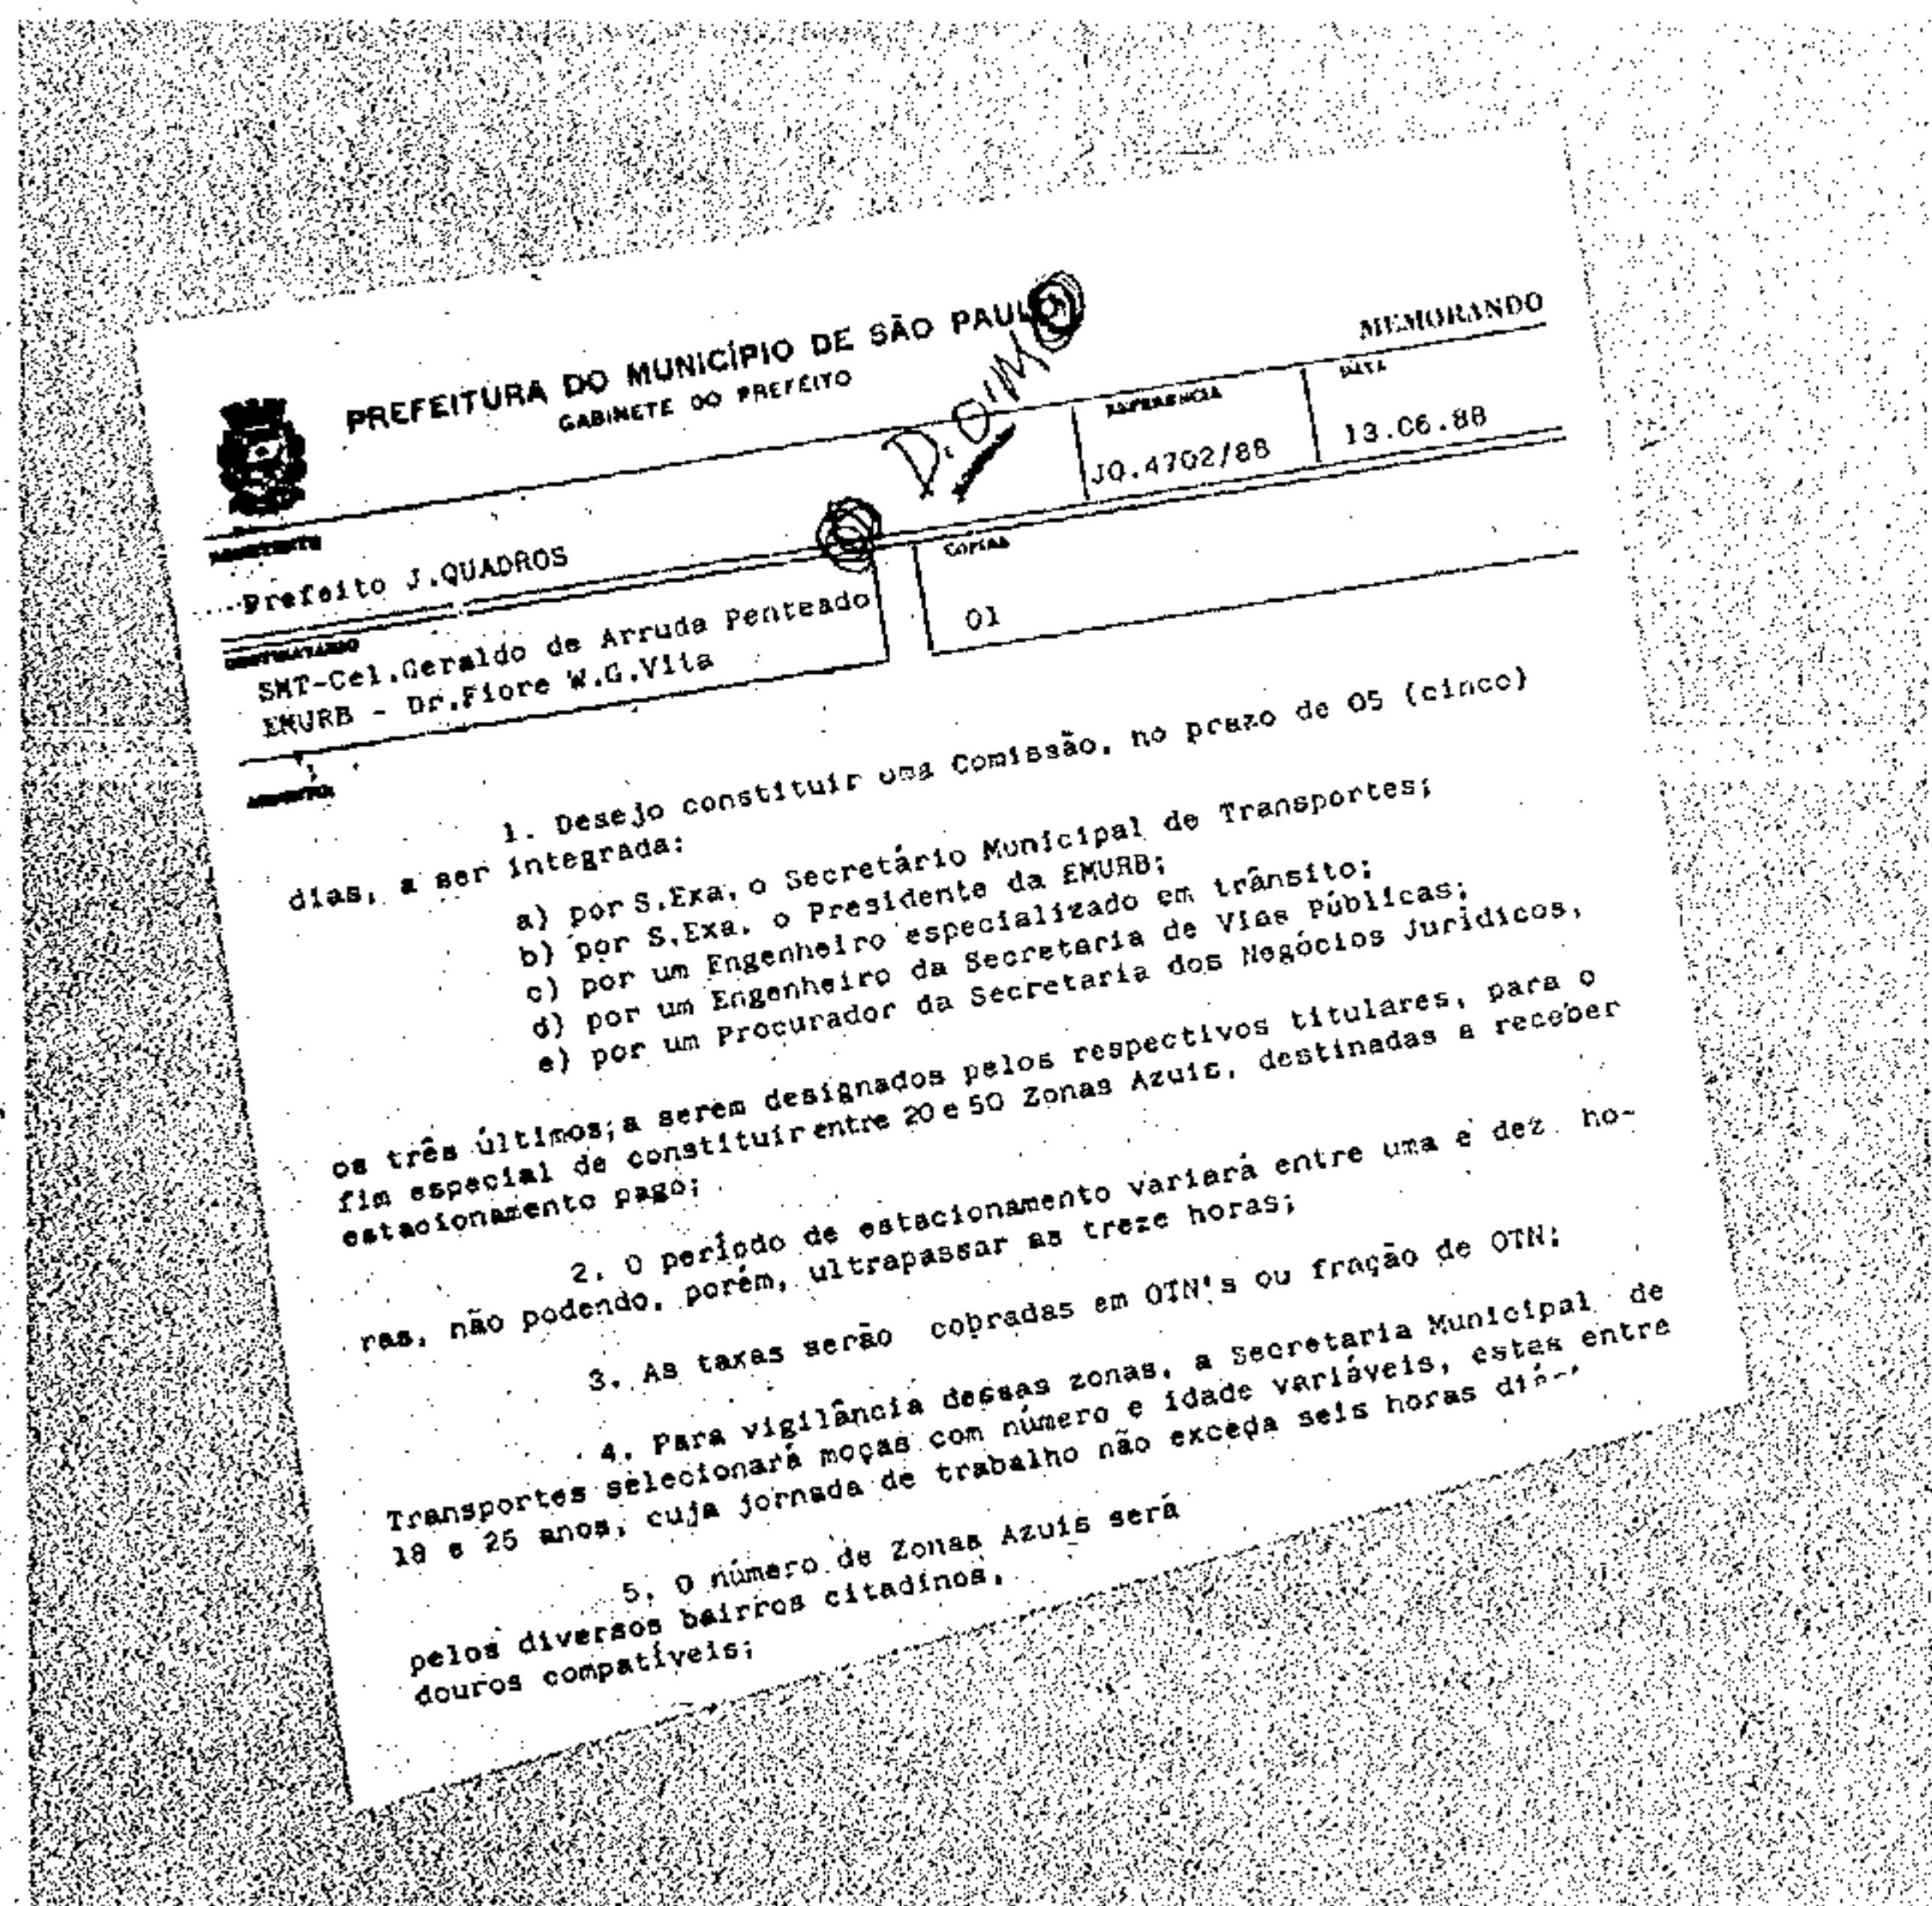 PREFEITURA DO MUNICÍPIO DE SÃO PAULO
GABINETE DO PREFEITO
MEMORANDO
D.O.M
REFERENCIA
DATA
JQ.4702/88
13.06.88
REMETENTE
Prefeito J.QUADROS
DESTINATARIO
COPIAS
SMT-Cel.Geraldo de Arruda Penteado
EMURB - Dr.Fiore W.G.Vita
01
ASSUNTO:
1. Desejo constituir uma Comissão, no prazo de 05 (cinco)
dias, a ser integrada:
a) por S.Exa, o Secretário Municipal de Transportes;
b) por S.Exa. o Presidente da EMURB;
c) por um Engenheiro especializado em trânsito;
d) por um Engenheiro da Secretaria de Vias Públicas;
e) por um Procurador da Secretaria dos Negócios Jurídicos,
os três últimos; a serem designados pelos respectivos titulares, para o
fim especial de constituir entre 20 e 50 Zonas Azuis, destinadas a receber
estacionamento pago;
2. O período de estacionamento variará entre uma e dez ho-
ras, não podendo, porém, ultrapassar as treze horas;
3. As taxas serão cobradas em OTN's ou fração de OTN;
4. Para vigilância dessas zonas, a Secretaria Municipal de
Transportes selecionará moças com número e idade variáveis, estas entre
18 e 25 anos, cuja jornada de trabalho não exceda seis horas
5. O número de Zonas Azuis será
pelos diversos bairros citadinos,
douros compatíveis;